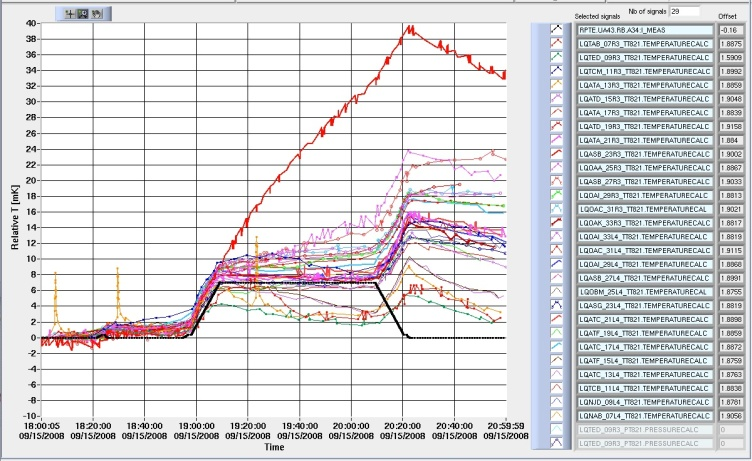 Nb of signals 29
Selected signals Offset
RPTE.UA43.RB.A34:I_MEAS -0.16
LQTAB_07R3_TT821.TEMPERATURECALC 1.8875
LQTED_09R3_TT821.TEMPERATURECALC 1.5909
LQTCM_11R3_TT821.TEMPERATURECALC 1.8992
LQATA_13R3_TT821.TEMPERATURECALC 1.8859
LQATD_15R3_TT821.TEMPERATURECALC 1.9048
LQATA_17R3_TT821.TEMPERATURECALC 1.8839
LQATD_19R3_TT821.TEMPERATURECALC 1.9158
LQATA_21R3_TT821.TEMPERATURECALC 1.884
LQASB_23R3_TT821.TEMPERATURECALC 1.9002
LQOAA_25R3_TT821.TEMPERATURECALC 1.8967
LQASB_27R3_TT821.TEMPERATURECALC 1.9033
LQOAI_29R3_TT821.TEMPERATURECALC 1.8813
LQOAC_31R3_TT821.TEMPERATURECAL 1.9021
LQOAK_33R3_TT821.TEMPERATURECALC 1.8817
LQOAI_33L4_TT821.TEMPERATURECALC 1.8819
LQOAC_31L4_TT821.TEMPERATURECALC 1.9115
LQOAI_29L4_TT821.TEMPERATURECALC 1.8868
LQASB_27L4_TT821.TEMPERATURECALC 1.8991
LQOBM_25L4_TT821.TEMPERATURECAL 1.8755
LQASG_23L4_TT821.TEMPERATURECALC 1.8819
LQATC_21L4_TT821.TEMPERATURECALC 1.8898
LQATF_19L4_TT821.TEMPERATURECALC 1.8859
LQATC_17L4_TT821.TEMPERATURECALC 1.8872
LQATF_15L4_TT821.TEMPERATURECALC 1.8759
LQATC_13L4_TT821.TEMPERATURECALC 1.8763
LQTCB_11L4_TT821.TEMPERATURECALC 1.8838
LQNJD_09L4_TT821.TEMPERATURECALC 1.8781
LQNAB_07L4_TT821.TEMPERATURECALC 1.9056
LQTED_09R3_PT821.PRESSURECALC 0
LQTED_09R3_PT821.PRESSURECALC 0
Relative T [mK]
40
38
36
34
32
30
28
26
24
22
20
18
16
14
12
10
8
6
4
2
0
-2
-4
-6
-8
-10
18:00:05 18:20:00 18:40:00 19:00:00 19:20:00 19:40:00 20:00:00 20:20:00 20:40:00 20:59:59
09/15/2008 09/15/2008 09/15/2008 09/15/2008 09/15/2008 09/15/2008 09/15/2008 09/15/2008 09/15/2008 09/15/2008
Time